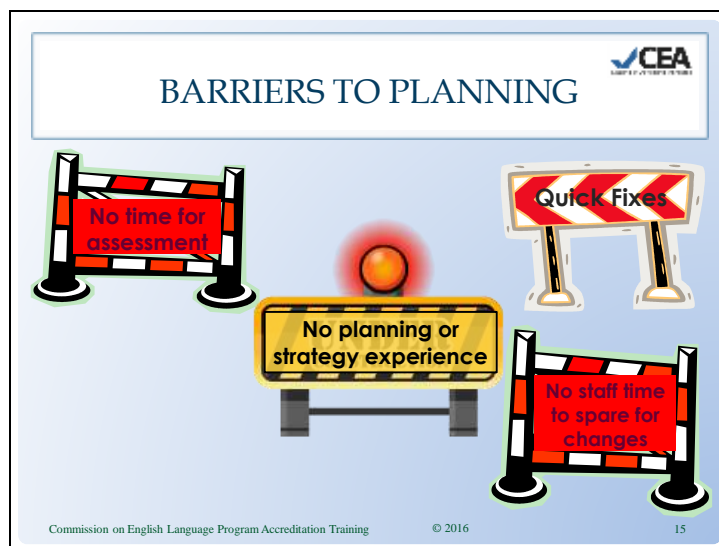 CEA
BARRIERS TO PLANNING
No time for
assessment
Quick Fixes
UNDER
No planning or
strategy experience
No staff time
to spare for
changes
Commission on English Language Program Accreditation Training
© 2016
15